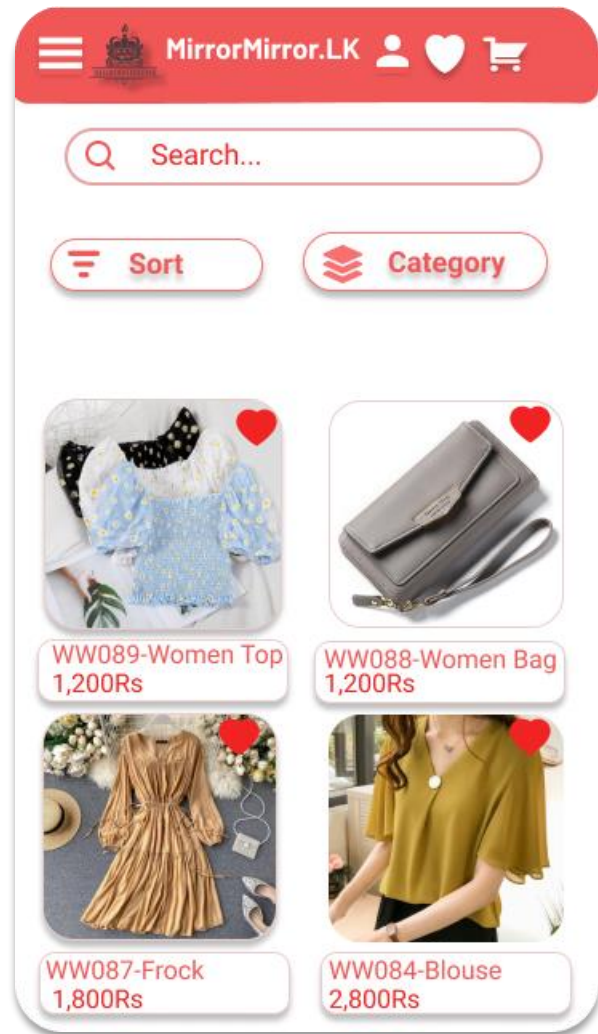 MirrorMirror.LK
Search...
Sort
Category
WW089-Women Top
1,200Rs
WW088-Women Bag
1,200Rs
WW087-Frock
1,800Rs
WW084-Blouse
2,800Rs